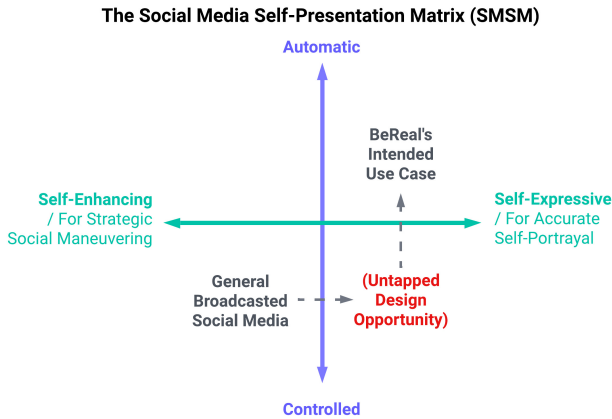 The Social Media Self-Presentation Matrix (SMSM)
Automatic
BeReal's
Intended
Use Case
Self-Enhancing
/ For Strategic
Social Maneuvering
Self-Expressive
/ For Accurate
Self-Portrayal
General
Broadcasted
Social Media
(Untapped
Design
Opportunity)
Controlled